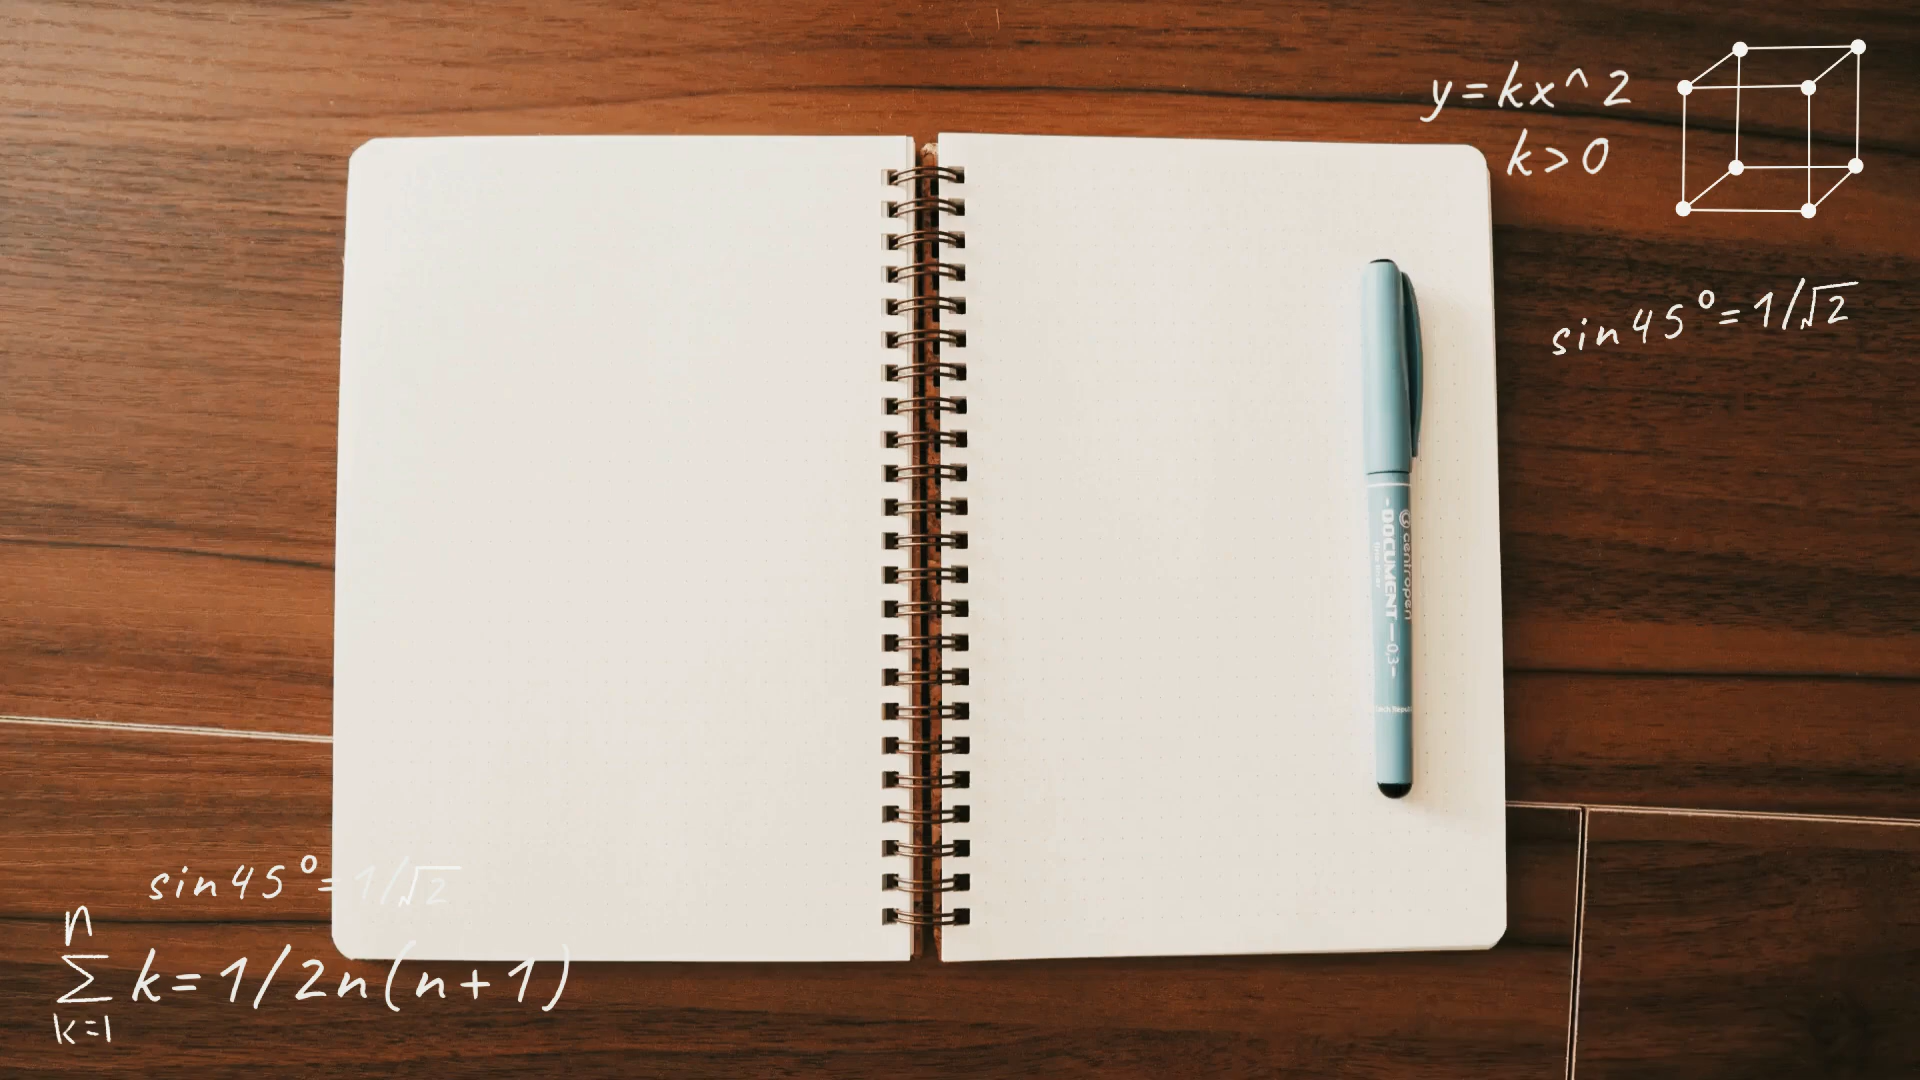 y=kx^2
k>0
sin45°=1/√2
centropen
DOCUMENT
0,3
sin45°=1/√2
n
∑k=1/2n(n+1)
k=1